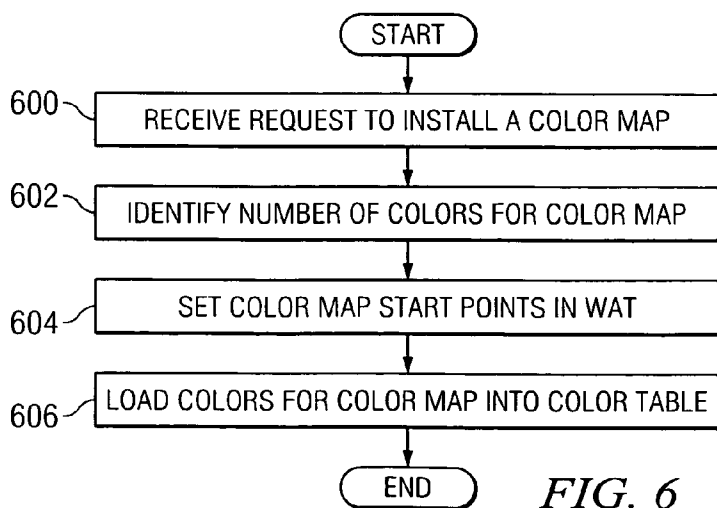 START
600
RECEIVE REQUEST TO INSTALL A COLOR MAP
602
IDENTIFY NUMBER OF COLORS FOR COLOR MAP
604
SET COLOR MAP START POINTS IN WAT
606
LOAD COLORS FOR COLOR MAP INTO COLOR TABLE
END
FIG. 6